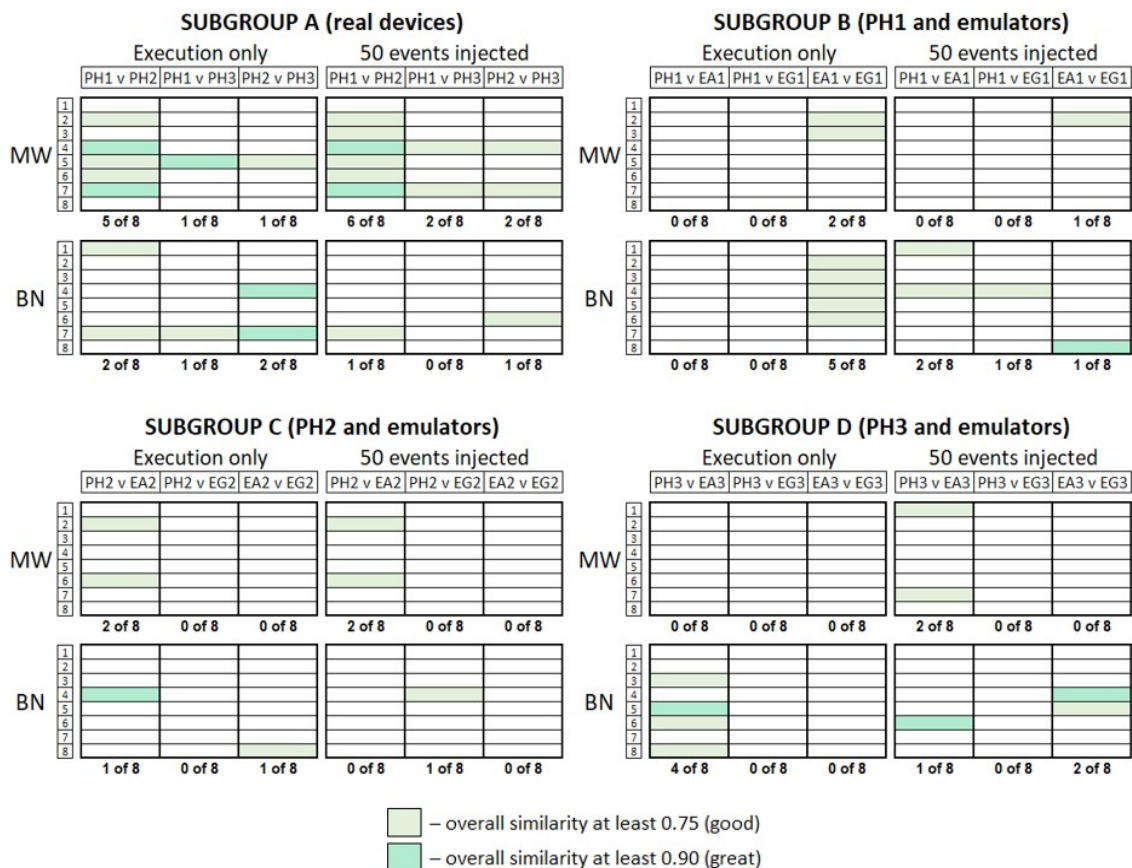 SUBGROUP A (real devices)
Execution only 50 events injected
PH1 v PH2 PH1 v PH3 PH2 v PH3 PH1 v PH2 PH1 v PH3 PH2 v PH3
MW
1
2
3
4
5
6
7
8
5 of 8 1 of 8 1 of 8 6 of 8 2 of 8 2 of 8
BN
1
2
3
4
5
6
7
8
2 of 8 1 of 8 2 of 8 1 of 8 0 of 8 1 of 8
SUBGROUP B (PH1 and emulators)
Execution only 50 events injected
PH1 v EA1 PH1 v EG1 EA1 v EG1 PH1 v EA1 PH1 v EG1 EA1 v EG1
MW
1
2
3
4
5
6
7
8
0 of 8 0 of 8 2 of 8 0 of 8 0 of 8 1 of 8
BN
1
2
3
4
5
6
7
8
0 of 8 0 of 8 5 of 8 2 of 8 1 of 8 1 of 8
SUBGROUP C (PH2 and emulators)
Execution only 50 events injected
PH2 v EA2 PH2 v EG2 EA2 v EG2 PH2 v EA2 PH2 v EG2 EA2 v EG2
MW
1
2
3
4
5
6
7
8
2 of 8 0 of 8 0 of 8 2 of 8 0 of 8 0 of 8
BN
1
2
3
4
5
6
7
8
1 of 8 0 of 8 1 of 8 0 of 8 1 of 8 0 of 8
SUBGROUP D (PH3 and emulators)
Execution only 50 events injected
PH3 v EA3 PH3 v EG3 EA3 v EG3 PH3 v EA3 PH3 v EG3 EA3 v EG3
MW
1
2
3
4
5
6
7
8
0 of 8 0 of 8 0 of 8 2 of 8 0 of 8 0 of 8
BN
1
2
3
4
5
6
7
8
4 of 8 0 of 8 0 of 8 1 of 8 0 of 8 2 of 8
– overall similarity at least 0.75 (good)
– overall similarity at least 0.90 (great)